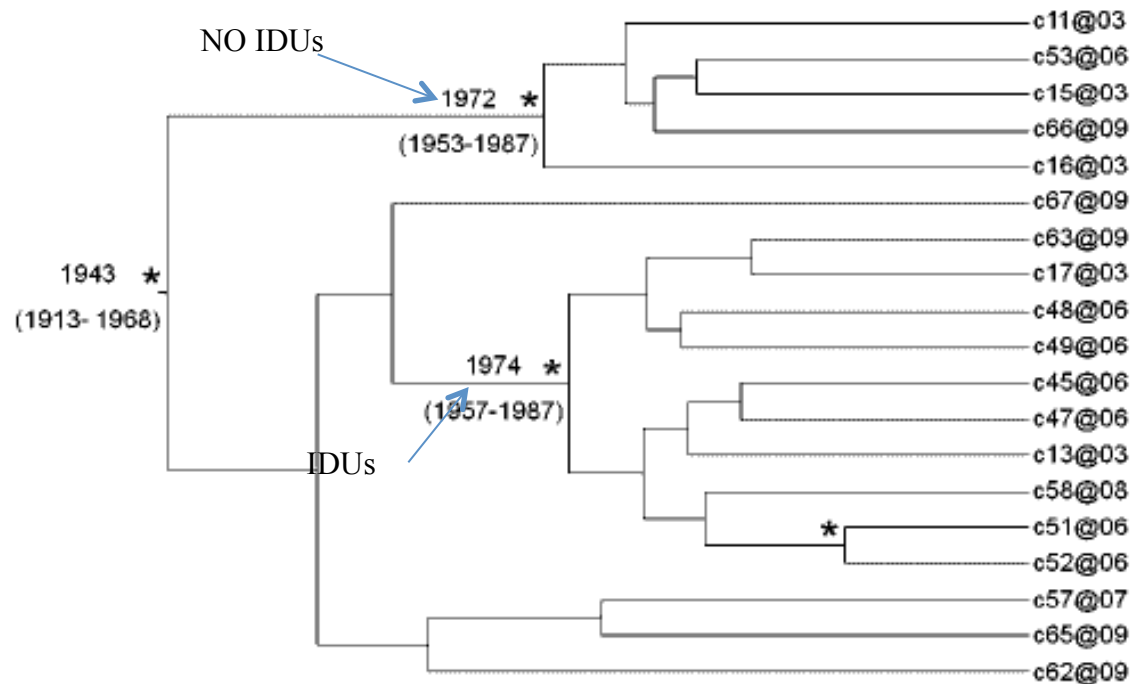 NO IDUs
1972 *
(1953-1987)
1943 *
(1913- 1968)
1974 *
(1957-1987)
IDUs
*
c11@03
c53@06
c15@03
c66@09
c16@03
c67@09
c63@09
c17@03
c48@06
c49@06
c45@06
c47@06
c13@03
c58@08
c51@06
c52@06
c57@07
c65@09
c62@09